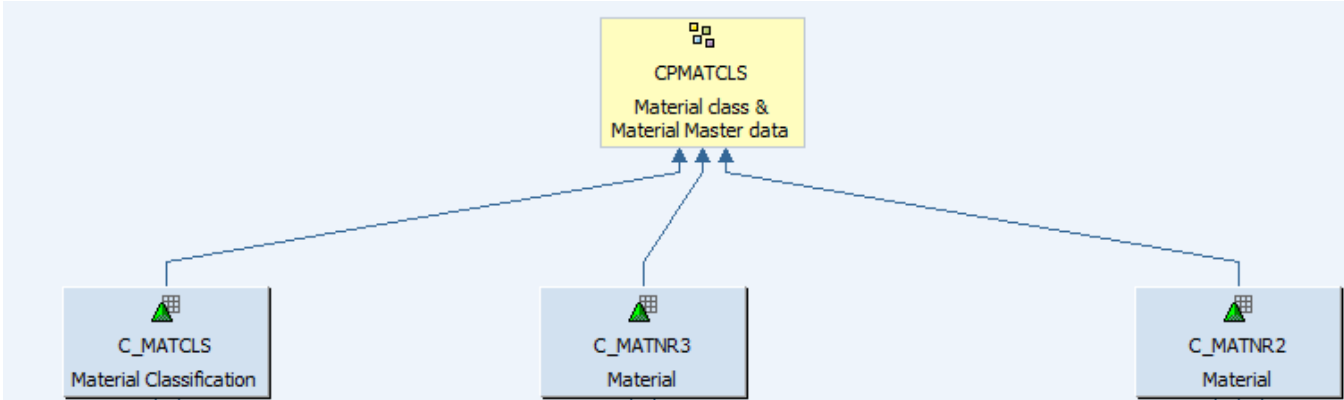 CPMATCLS
Material class &
Material Master data
C_MATCLS
Material Classification
C_MATNR3
Material
C_MATNR2
Material